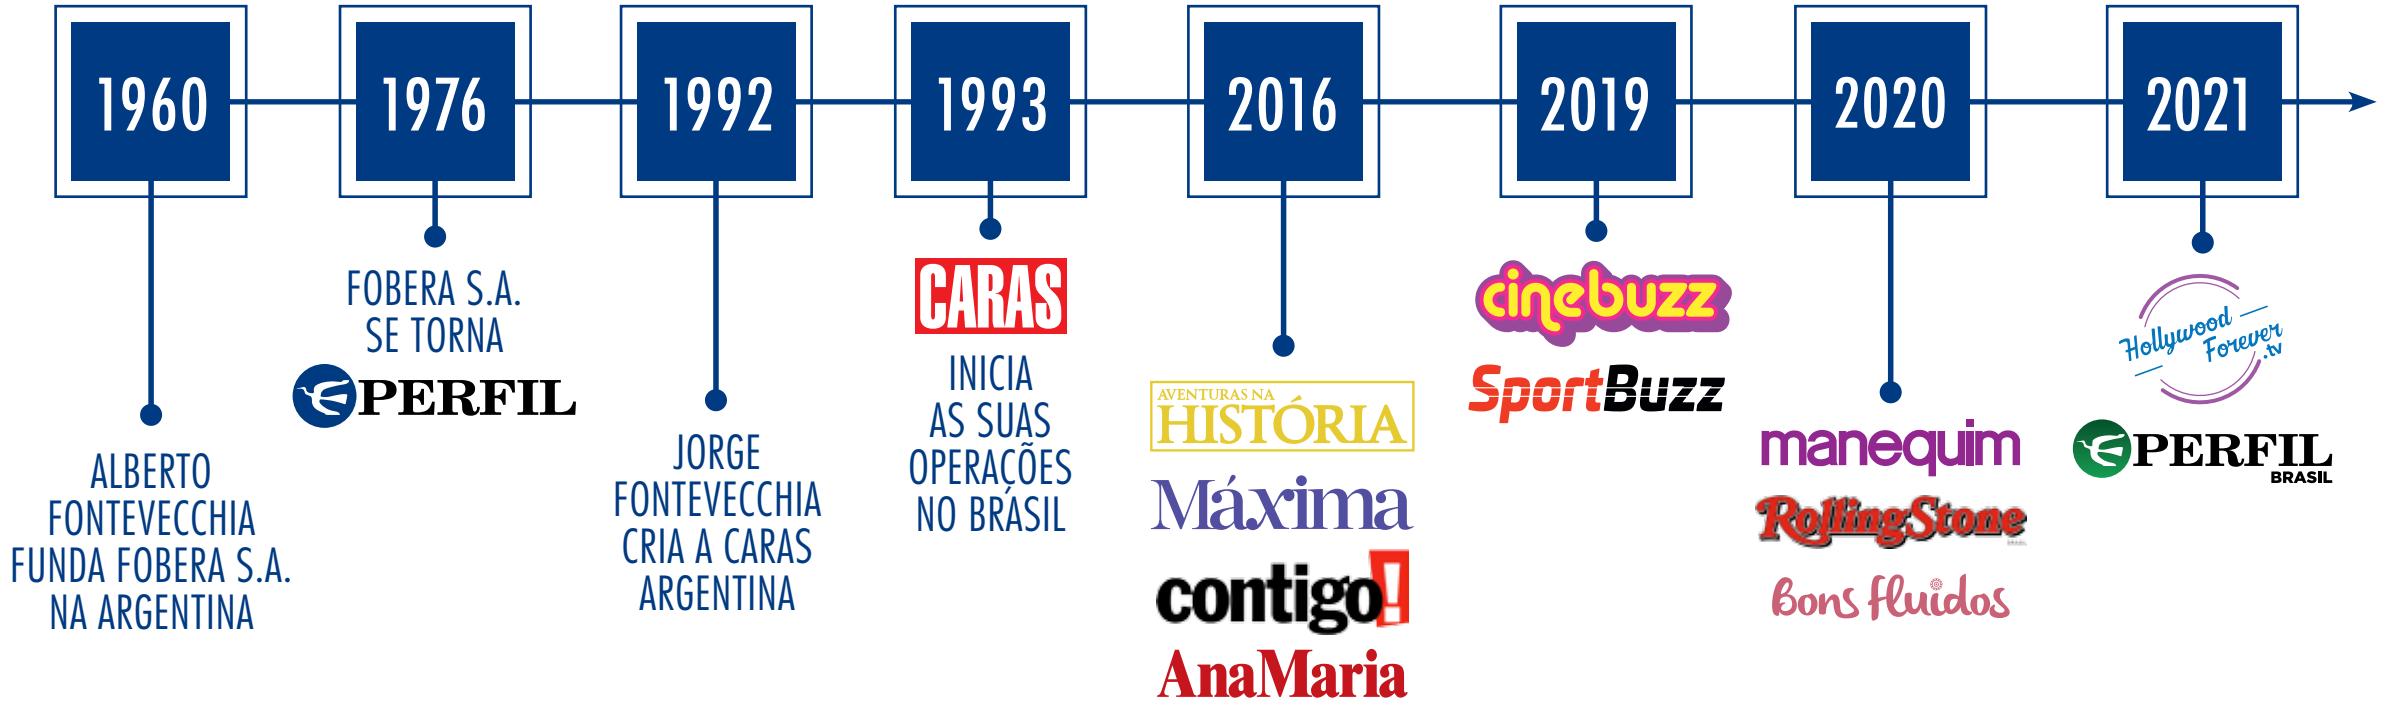 1960
ALBERTO
FONTEVECCHIA
FUNDA FOBERA S.A.
NA ARGENTINA
1976
FOBERA S.A.
SE TORNA
PERFIL
1992
JORGE
FONTEVECCHIA
CRIA A CARAS
ARGENTINA
1993
CARAS
INICIA
AS SUAS
OPERAÇÕES
NO BRASIL
2016
AVENTURAS NA
HISTÓRIA
Máxima
contigo!
AnaMaria
2019
cinebuzz
SportBuzz
2020
manequim
RollingStone
Bons fluidos
2021
Hollywood
Forever
.tv
PERFIL
BRASIL